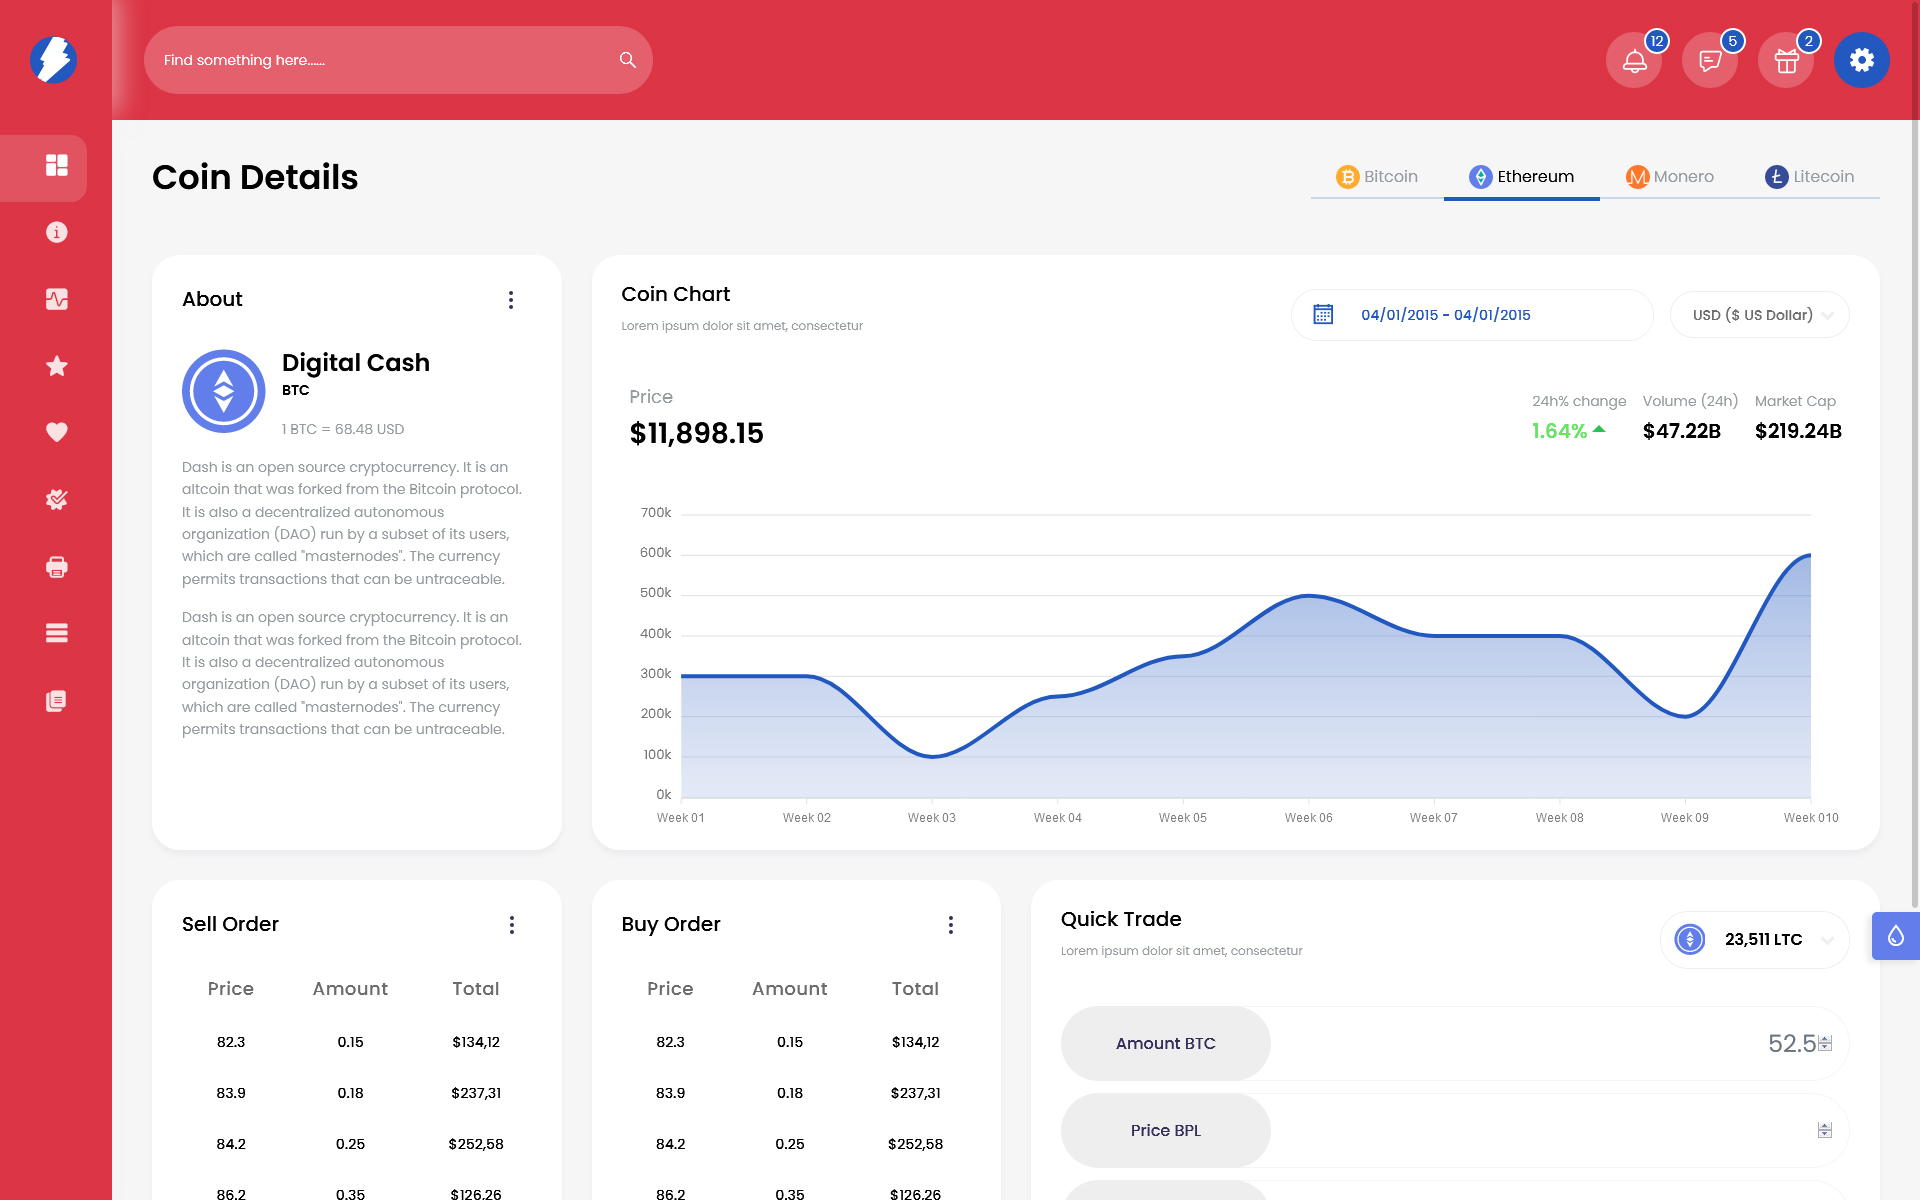 Find something here......
12
5
2
Coin Details
Bitcoin
Ethereum
Monero
Litecoin
About
Digital Cash
BTC
1 BTC = 68.48 USD
Dash is an open source cryptocurrency. It is an
altcoin that was forked from the Bitcoin protocol.
It is also a decentralized autonomous
organization (DAO) run by a subset of its users,
which are called "masternodes". The currency
permits transactions that can be untraceable.
Dash is an open source cryptocurrency. It is an
altcoin that was forked from the Bitcoin protocol.
It is also a decentralized autonomous
organization (DAO) run by a subset of its users,
which are called "masternodes". The currency
permits transactions that can be untraceable.
Coin Chart
Lorem ipsum dolor sit amet, consectetur
04/01/2015 - 04/01/2015
USD ($ US Dollar)
Price
$11,898.15
24h% change
1.64%
Volume (24h)
$47.22B
Market Cap
$219.24B
700k
600k
500k
400k
300k
200k
100k
0k
Week 01
Week 02
Week 03
Week 04
Week 05
Week 06
Week 07
Week 08
Week 09
Week 010
Sell Order
Price Amount Total
82.3 0.15 $134,12
83.9 0.18 $237,31
84.2 0.25 $252,58
86.2 0.35 $126,26
Buy Order
Price Amount Total
82.3 0.15 $134,12
83.9 0.18 $237,31
84.2 0.25 $252,58
86.2 0.35 $126,26
Quick Trade
Lorem ipsum dolor sit amet, consectetur
23,511 LTC
Amount BTC
52.5
Price BPL